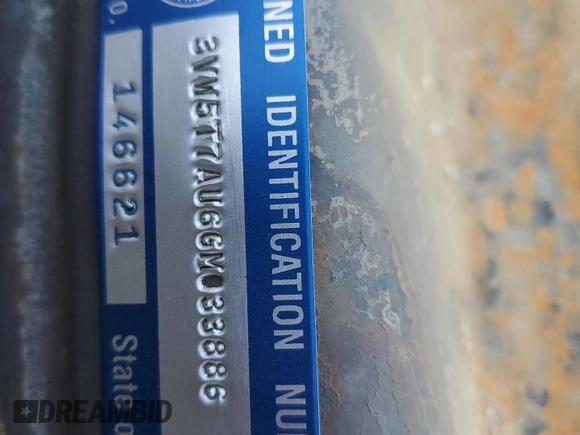 NED IDENTIFICATION NU
3VW5T7AU6GM033886
o. 146621 State o
DREAMBID